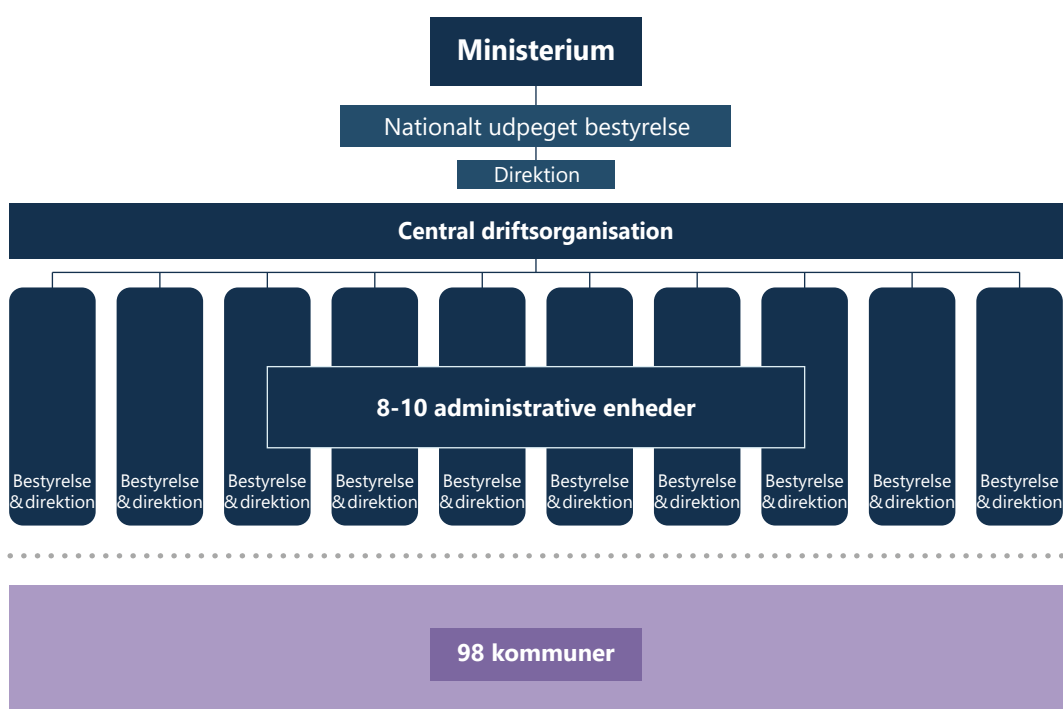 Ministerium
Nationalt udpeget bestyrelse
Direktion
Central driftsorganisation
8-10 administrative enheder
Bestyrelse
& direktion
Bestyrelse
& direktion
Bestyrelse
& direktion
Bestyrelse
& direktion
Bestyrelse
& direktion
Bestyrelse
& direktion
Bestyrelse
& direktion
Bestyrelse
& direktion
Bestyrelse
& direktion
Bestyrelse
& direktion
98 kommuner